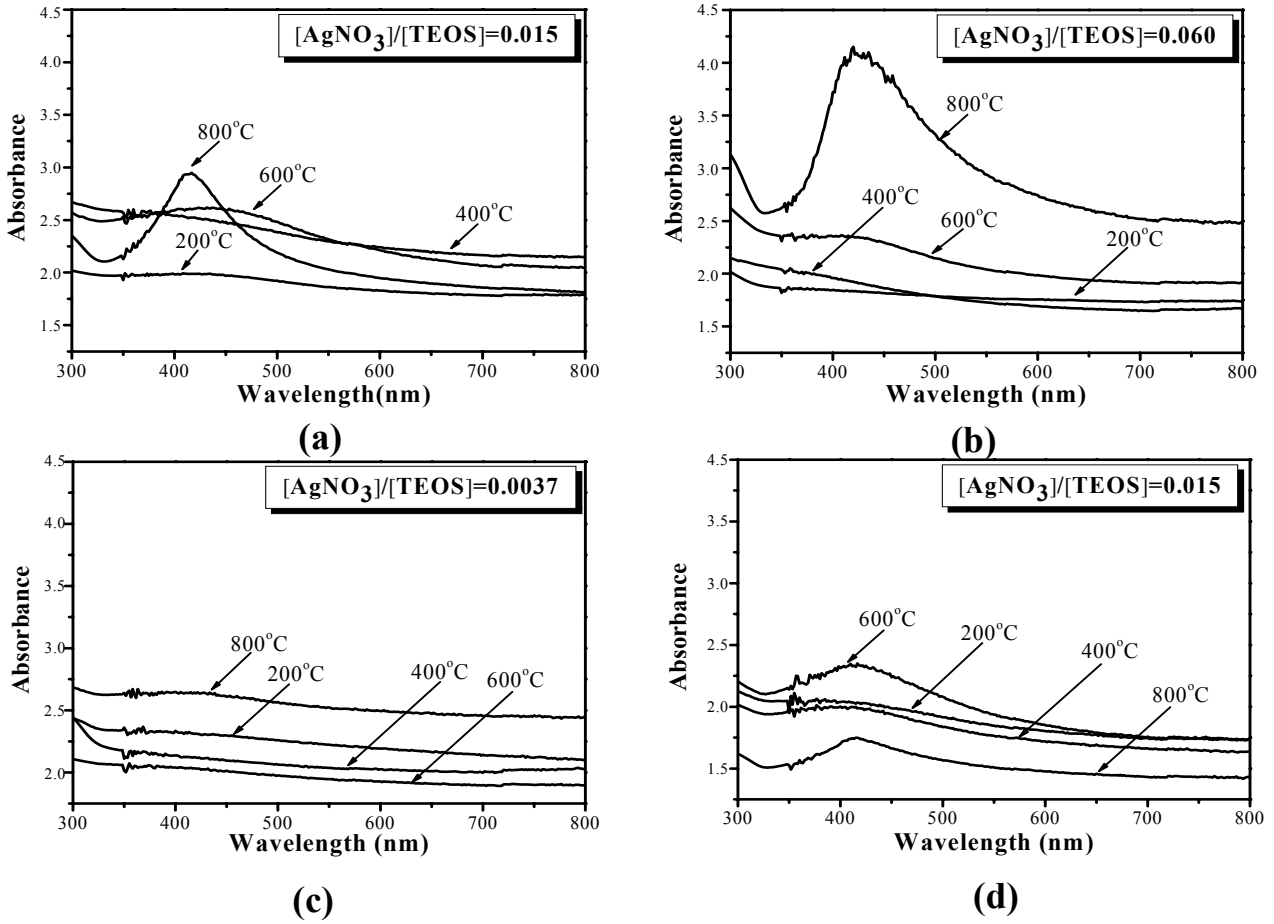 [AgNO3]/[TEOS]=0.015
4.5
4.0
3.5
3.0
2.5
2.0
1.5
Absorbance
800°C
600°C
400°C
200°C
300 400 500 600 700 800
Wavelength(nm)
(a)
[AgNO3]/[TEOS]=0.060
4.5
4.0
3.5
3.0
2.5
2.0
1.5
Absorbance
800°C
400°C
600°C
200°C
300 400 500 600 700 800
Wavelength (nm)
(b)
[AgNO3]/[TEOS]=0.0037
4.5
4.0
3.5
3.0
2.5
2.0
Absorbance
800°C
200°C
400°C
600°C
300 400 500 600 700 800
Wavelength (nm)
(c)
[AgNO3]/[TEOS]=0.015
4.5
3.5
3.0
2.5
2.0
1.5
Absorbance
600°C
200°C
400°C
800°C
300 400 500 600 700 800
Wavelength (nm)
(d)